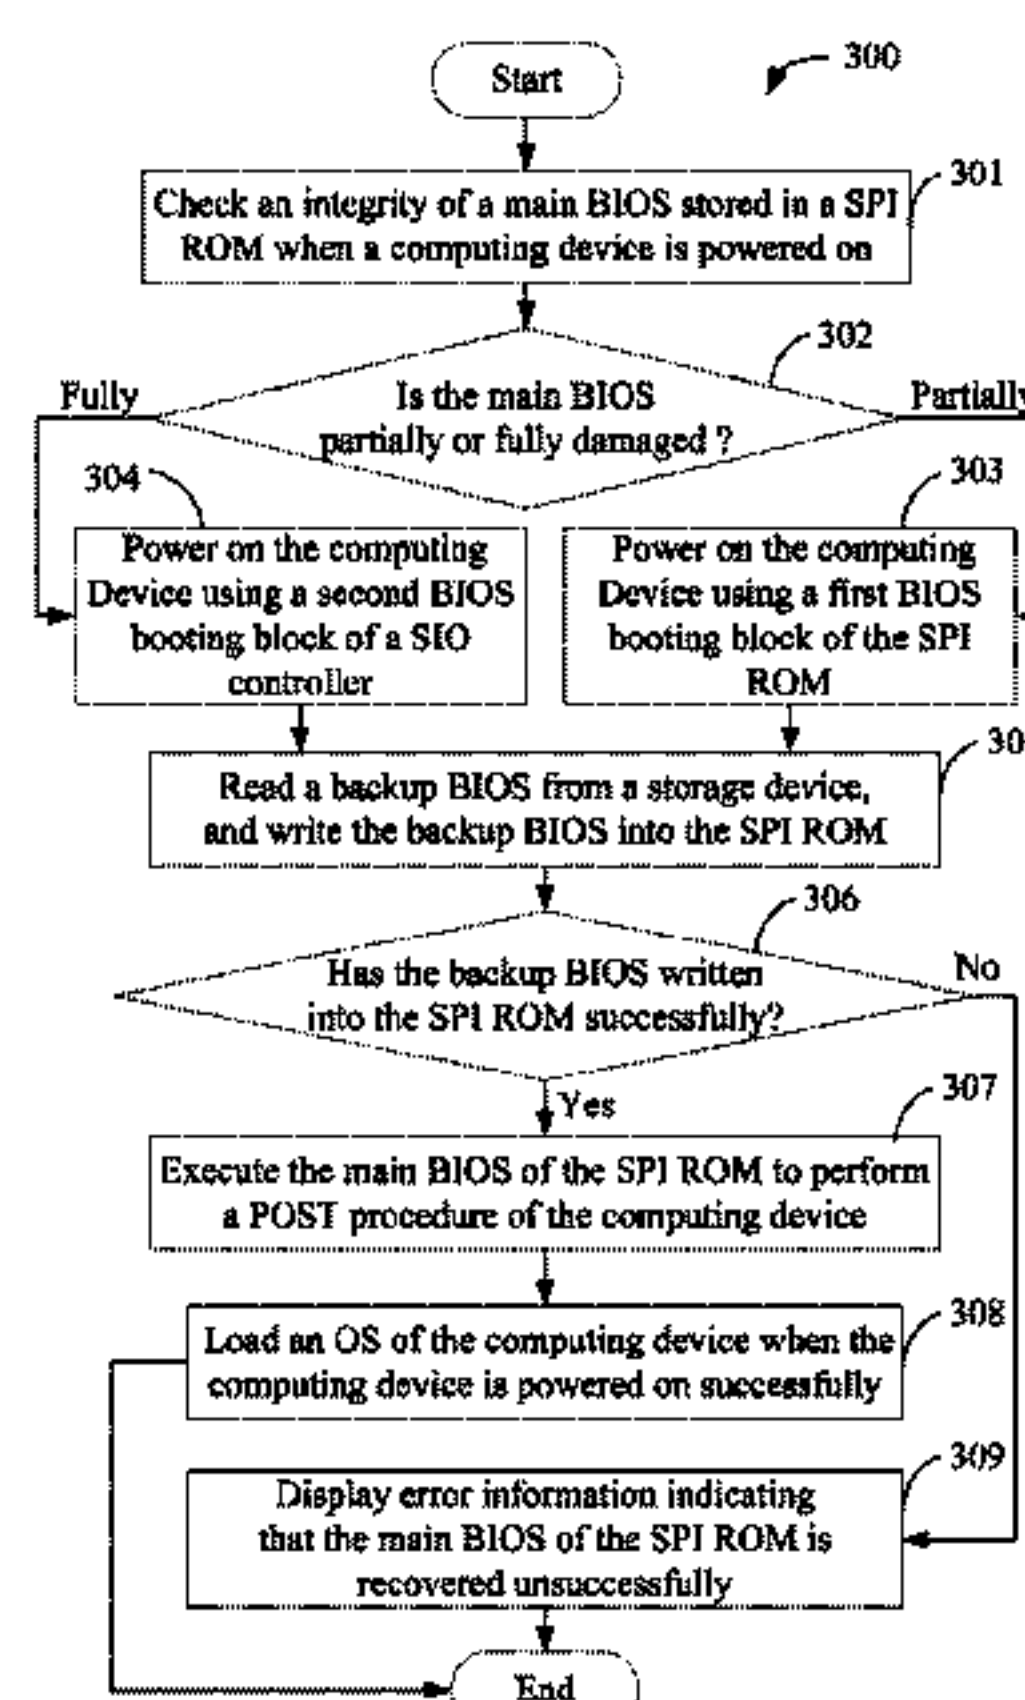 Start
300
301
Check an integrity of a main BIOS stored in a SPI
ROM when a computing device is powered on
302
Fully
Is the main BIOS
partially or fully damaged ?
Partially
304
303
Power on the computing
Device using a second BIOS
booting block of a SIO
controller
Power on the computing
Device using a first BIOS
booting block of the SPI
ROM
30
Read a backup BIOS from a storage device,
and write the backup BIOS into the SPI ROM
306
Has the backup BIOS written
into the SPI ROM successfully?
No
Yes
307
Execute the main BIOS of the SPI ROM to perform
a POST procedure of the computing device
308
Load an OS of the computing device when the
computing device is powered on successfully
309
Display error information indicating
that the main BIOS of the SPI ROM is
recovered unsuccessfully
End